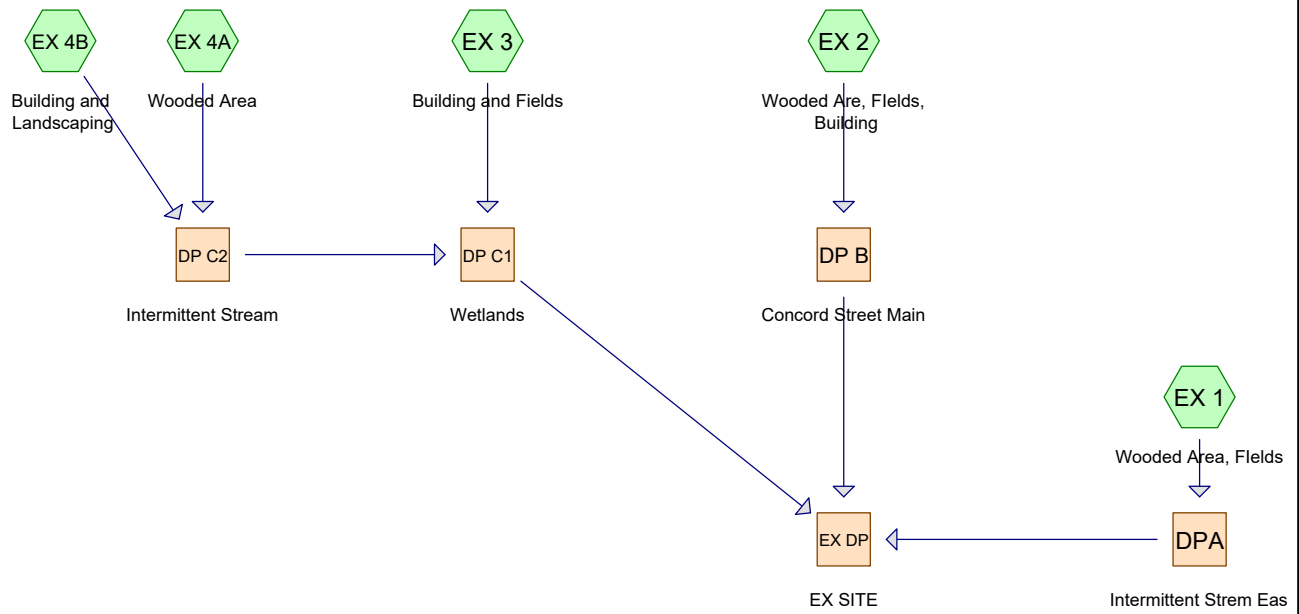 EX 4B
EX 4A
EX 3
EX 2
Building and
Landscaping
Wooded Area
Building and Fields
Wooded Are, FIelds,
Building
DP C2
DP C1
DP B
Intermittent Stream
Wetlands
Concord Street Main
EX 1
Wooded Area, FIelds
EX DP
DPA
EX SITE
Intermittent Strem Eas